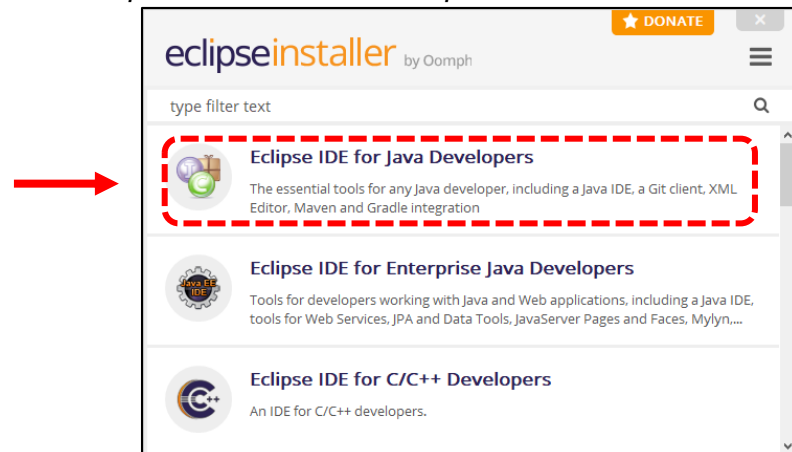 DONATE
eclipseinstaller by Oomph
type filter text
Eclipse IDE for Java Developers
The essential tools for any Java developer, including a Java IDE, a Git client, XML
Editor, Maven and Gradle integration
Eclipse IDE for Enterprise Java Developers
Java EE
IDE
Tools for developers working with Java and Web applications, including a Java IDE,
tools for Web Services, JPA and Data Tools, JavaServer Pages and Faces, Mylyn,...
Eclipse IDE for C/C++ Developers
C++
An IDE for C/C++ developers.